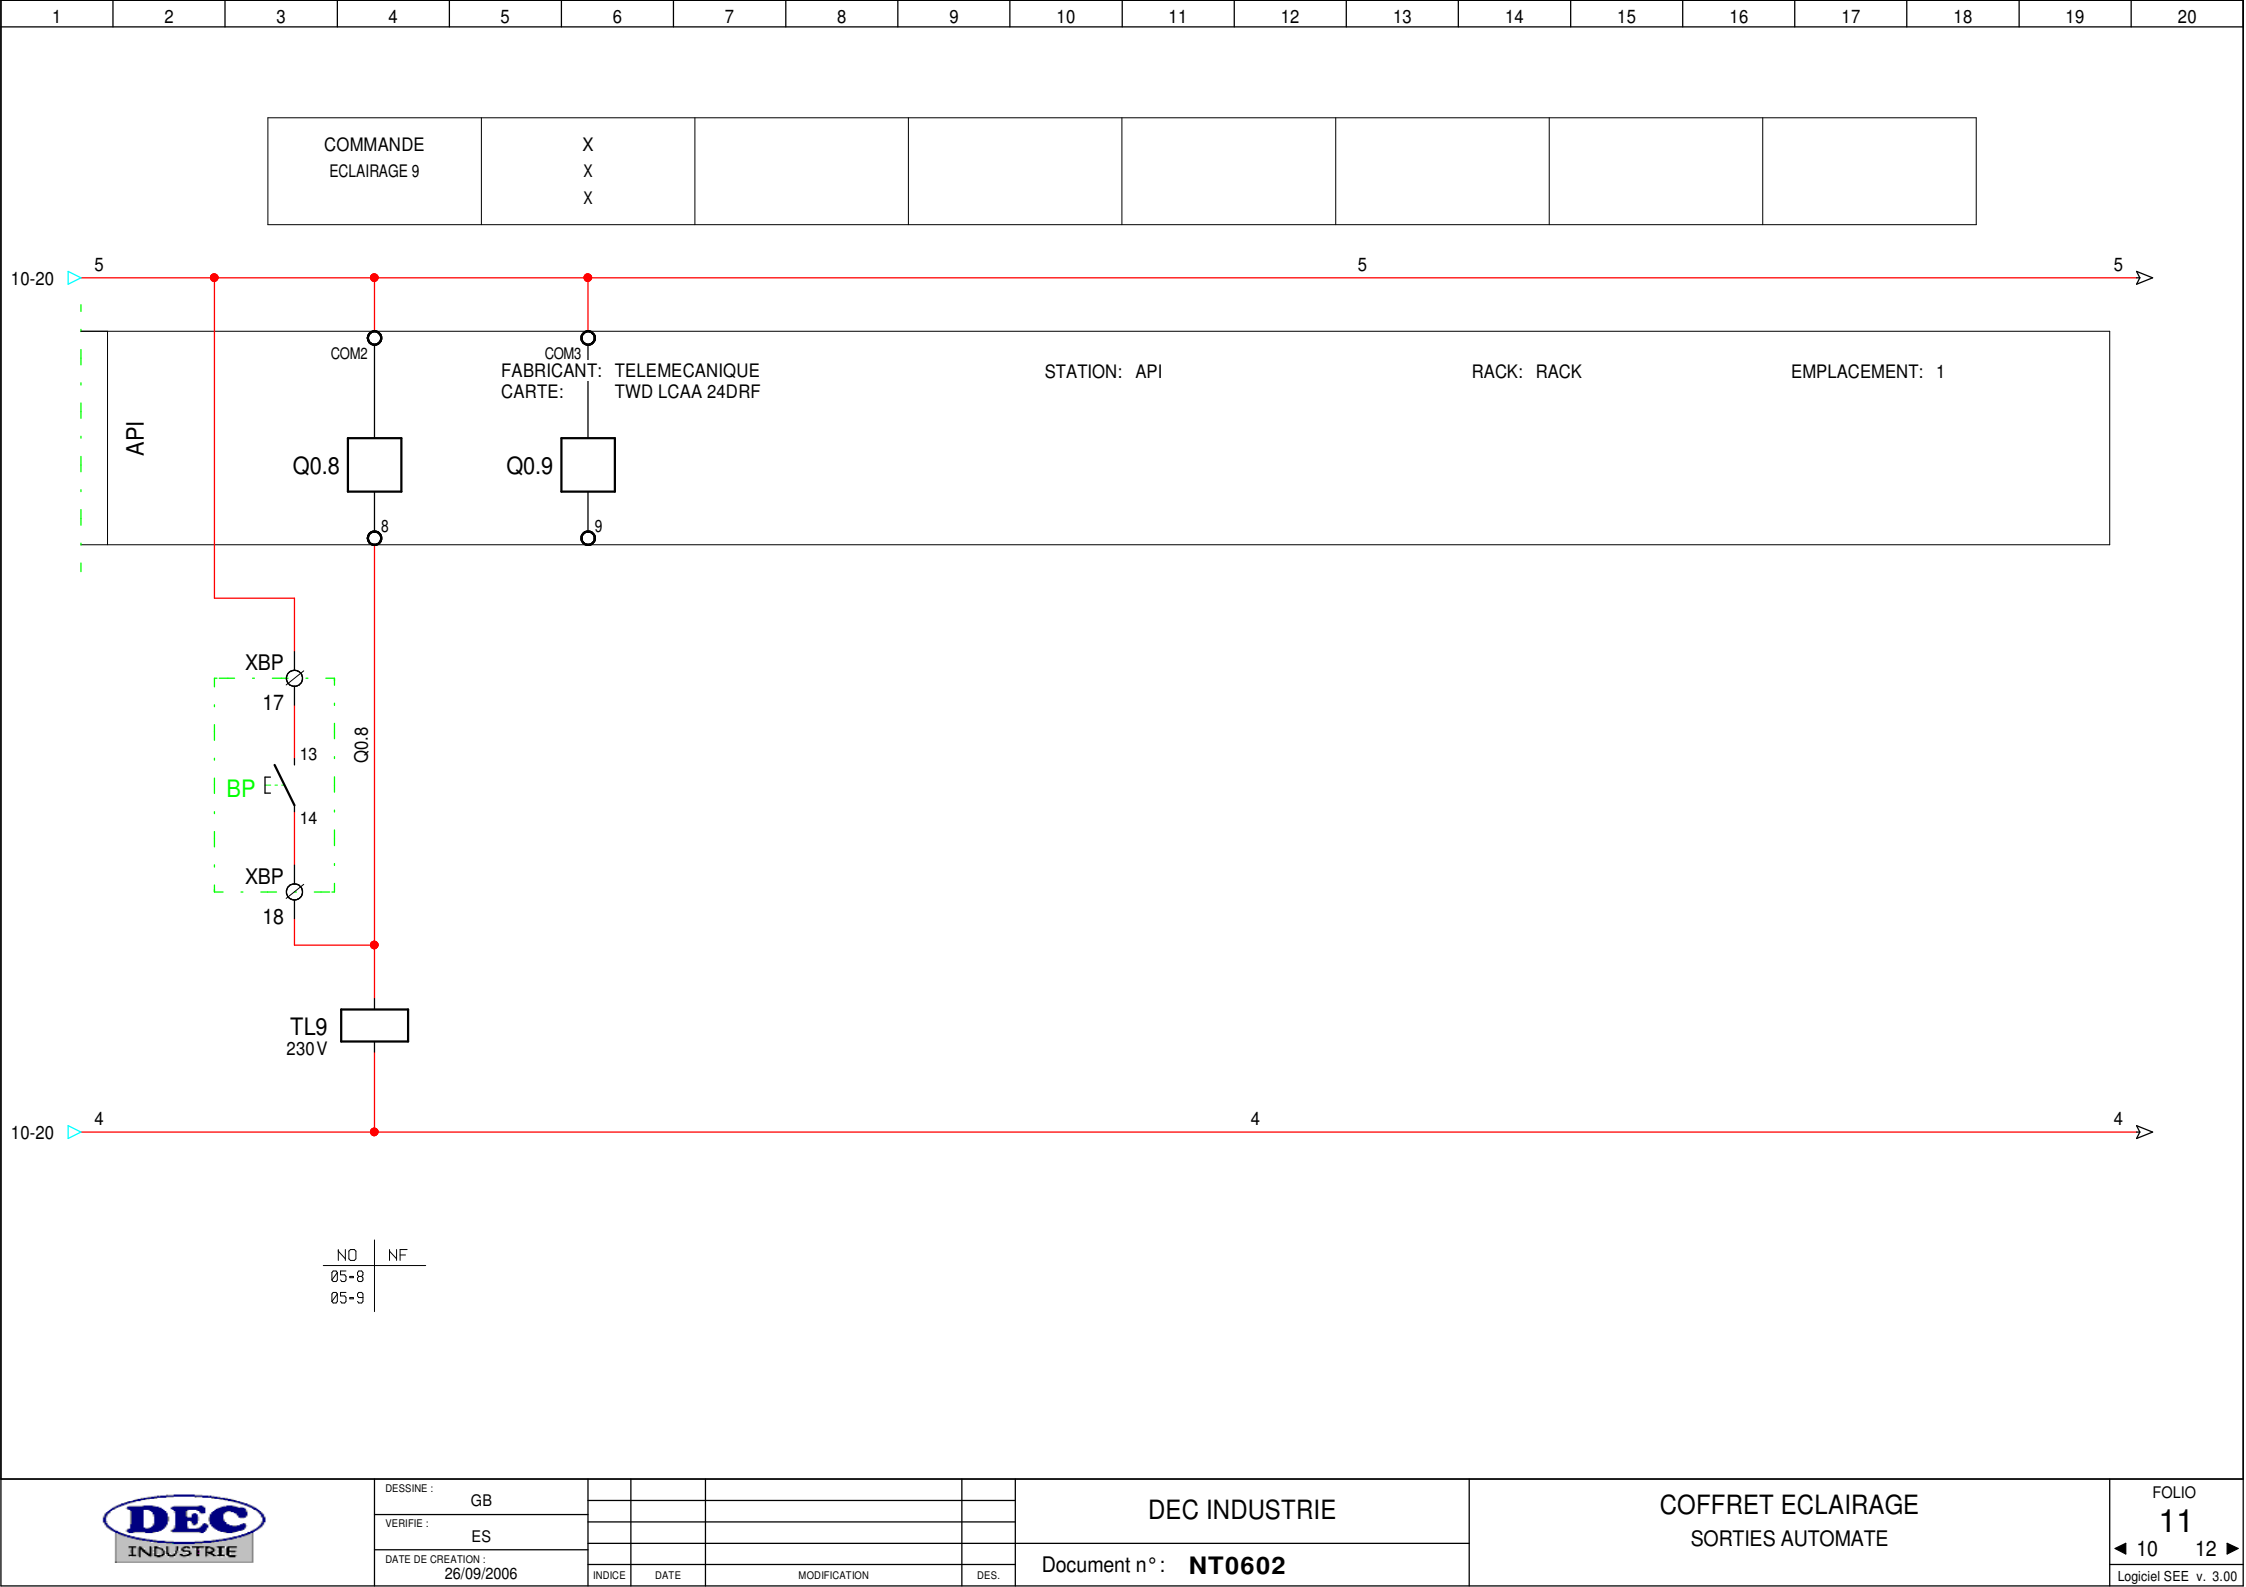 1 2 3 4 5 6 7 8 9 10 11 12 13 14 15 16 17 18 19 20
COMMANDE
ECLAIRAGE 9
X
X
X
10-20 5 5 5
COM2 COM3
FABRICANT: TELEMECANIQUE STATION: API RACK: RACK EMPLACEMENT: 1
CARTE: TWD LCAA 24DRF
API
Q0.8 Q0.9
8 9
XBP
17
Q0.8
13
BP
14
XBP
18
TL9
230V
10-20 4 4 4
NO NF
05-8
05-9
DEC
INDUSTRIE
DESSINE :
GB
VERIFIE :
ES
DATE DE CREATION :
26/09/2006
INDICE DATE MODIFICATION DES.
DEC INDUSTRIE
Document n° : NT0602
COFFRET ECLAIRAGE
SORTIES AUTOMATE
FOLIO
11
◄ 10 12 ►
Logiciel SEE v. 3.00